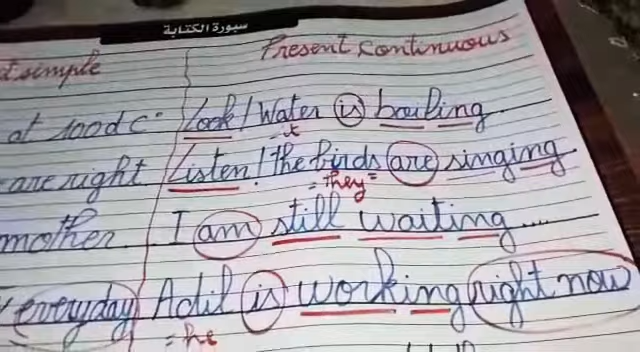 سبورة الكتابة
t simple Present continuous
at 100d c° Look! Water is boiling
it
are right Listen! the birds are singing
= they =
mother I am still waiting....
everyday Adil is working right now
= he